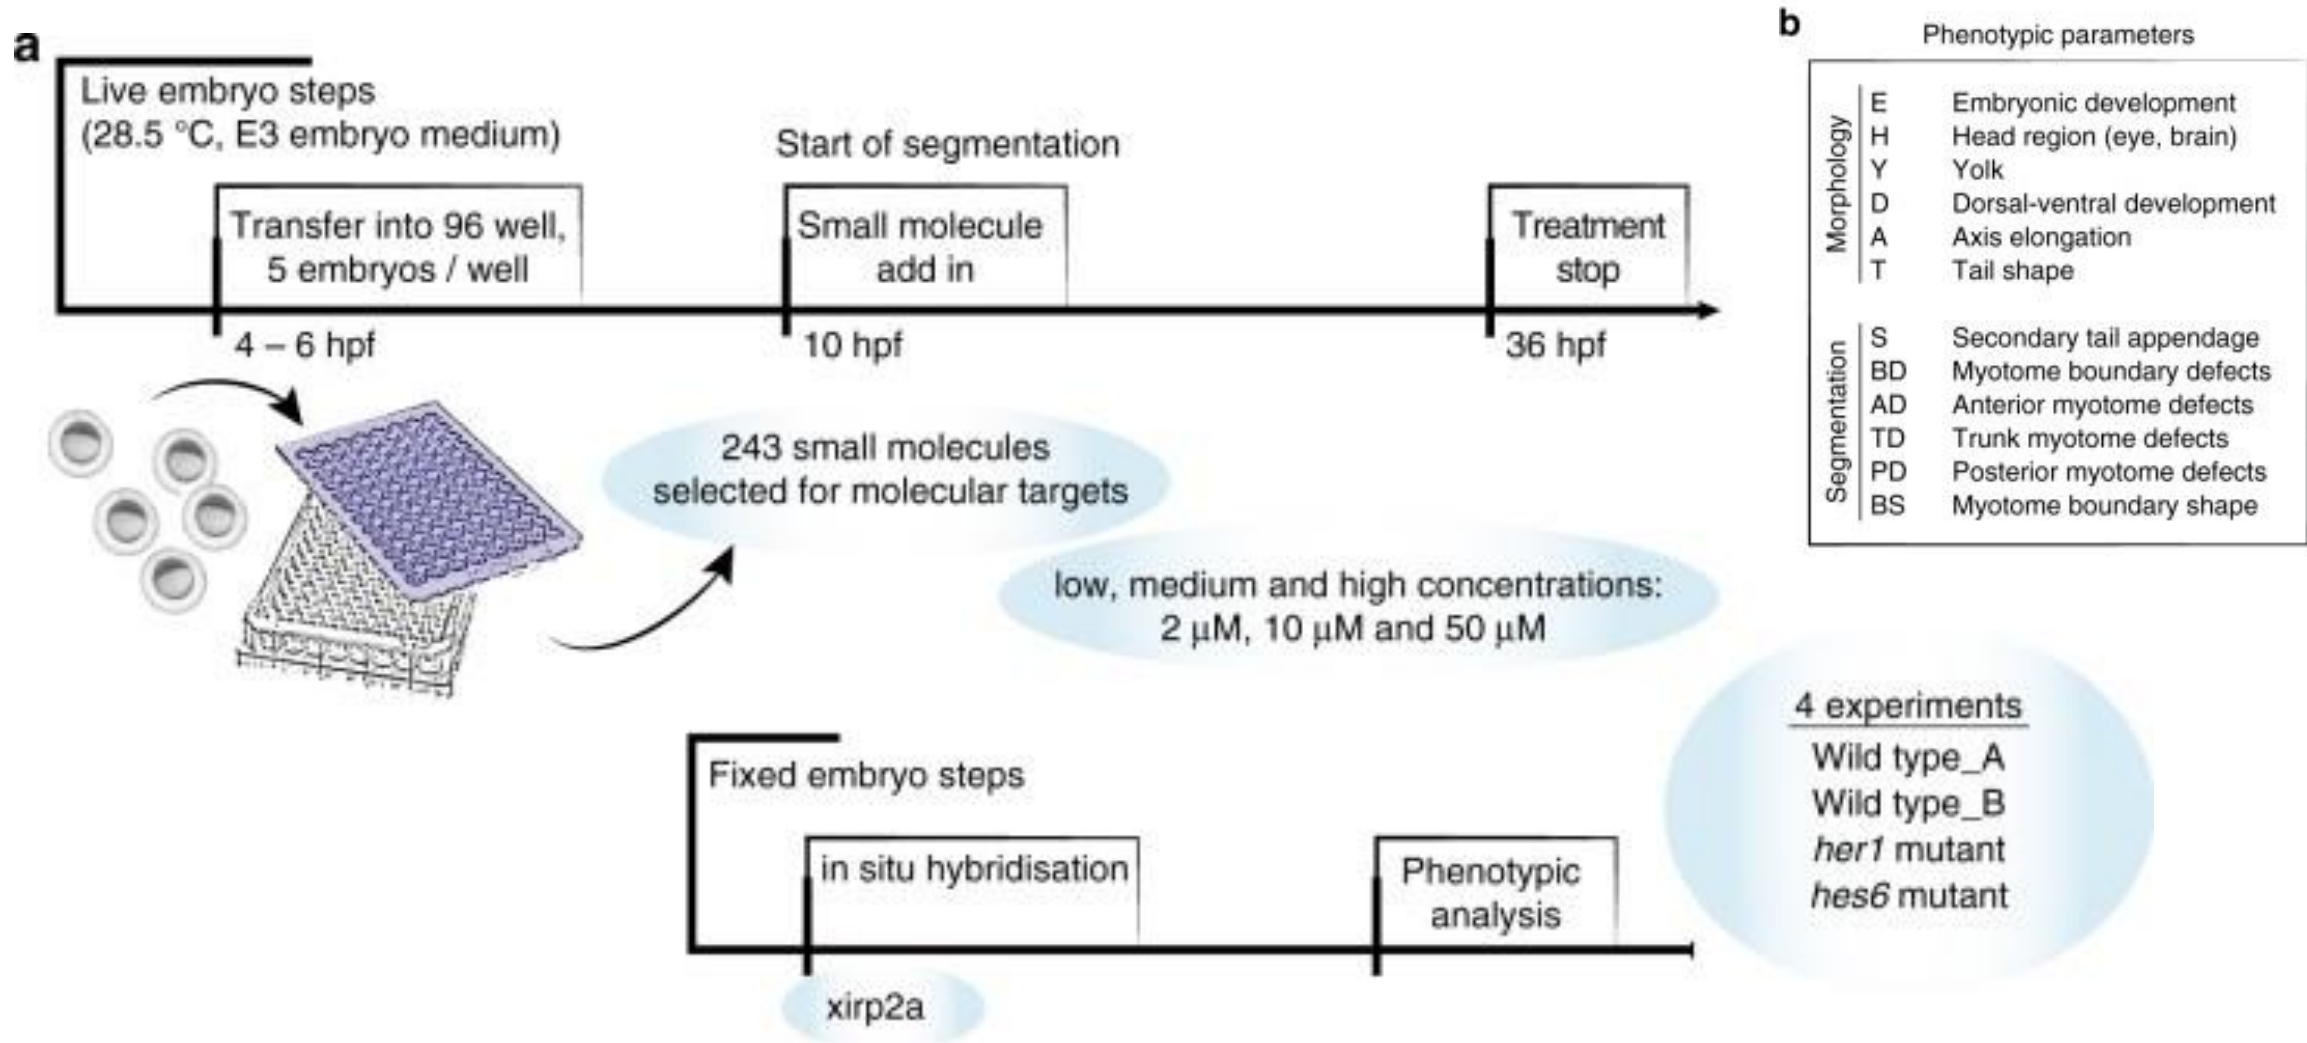 a
Live embryo steps
(28.5 °C, E3 embryo medium)
Start of segmentation
Transfer into 96 well,
5 embryos / well
Small molecule
add in
Treatment
stop
4 – 6 hpf
10 hpf
36 hpf
243 small molecules
selected for molecular targets
low, medium and high concentrations:
2 μM, 10 μM and 50 μM
4 experiments
Wild type_A
Wild type_B
her1 mutant
hes6 mutant
Fixed embryo steps
in situ hybridisation
Phenotypic
analysis
xirp2a
b
Phenotypic parameters
Morphology
E Embryonic development
H Head region (eye, brain)
Y Yolk
D Dorsal-ventral development
A Axis elongation
T Tail shape
Segmentation
S Secondary tail appendage
BD Myotome boundary defects
AD Anterior myotome defects
TD Trunk myotome defects
PD Posterior myotome defects
BS Myotome boundary shape